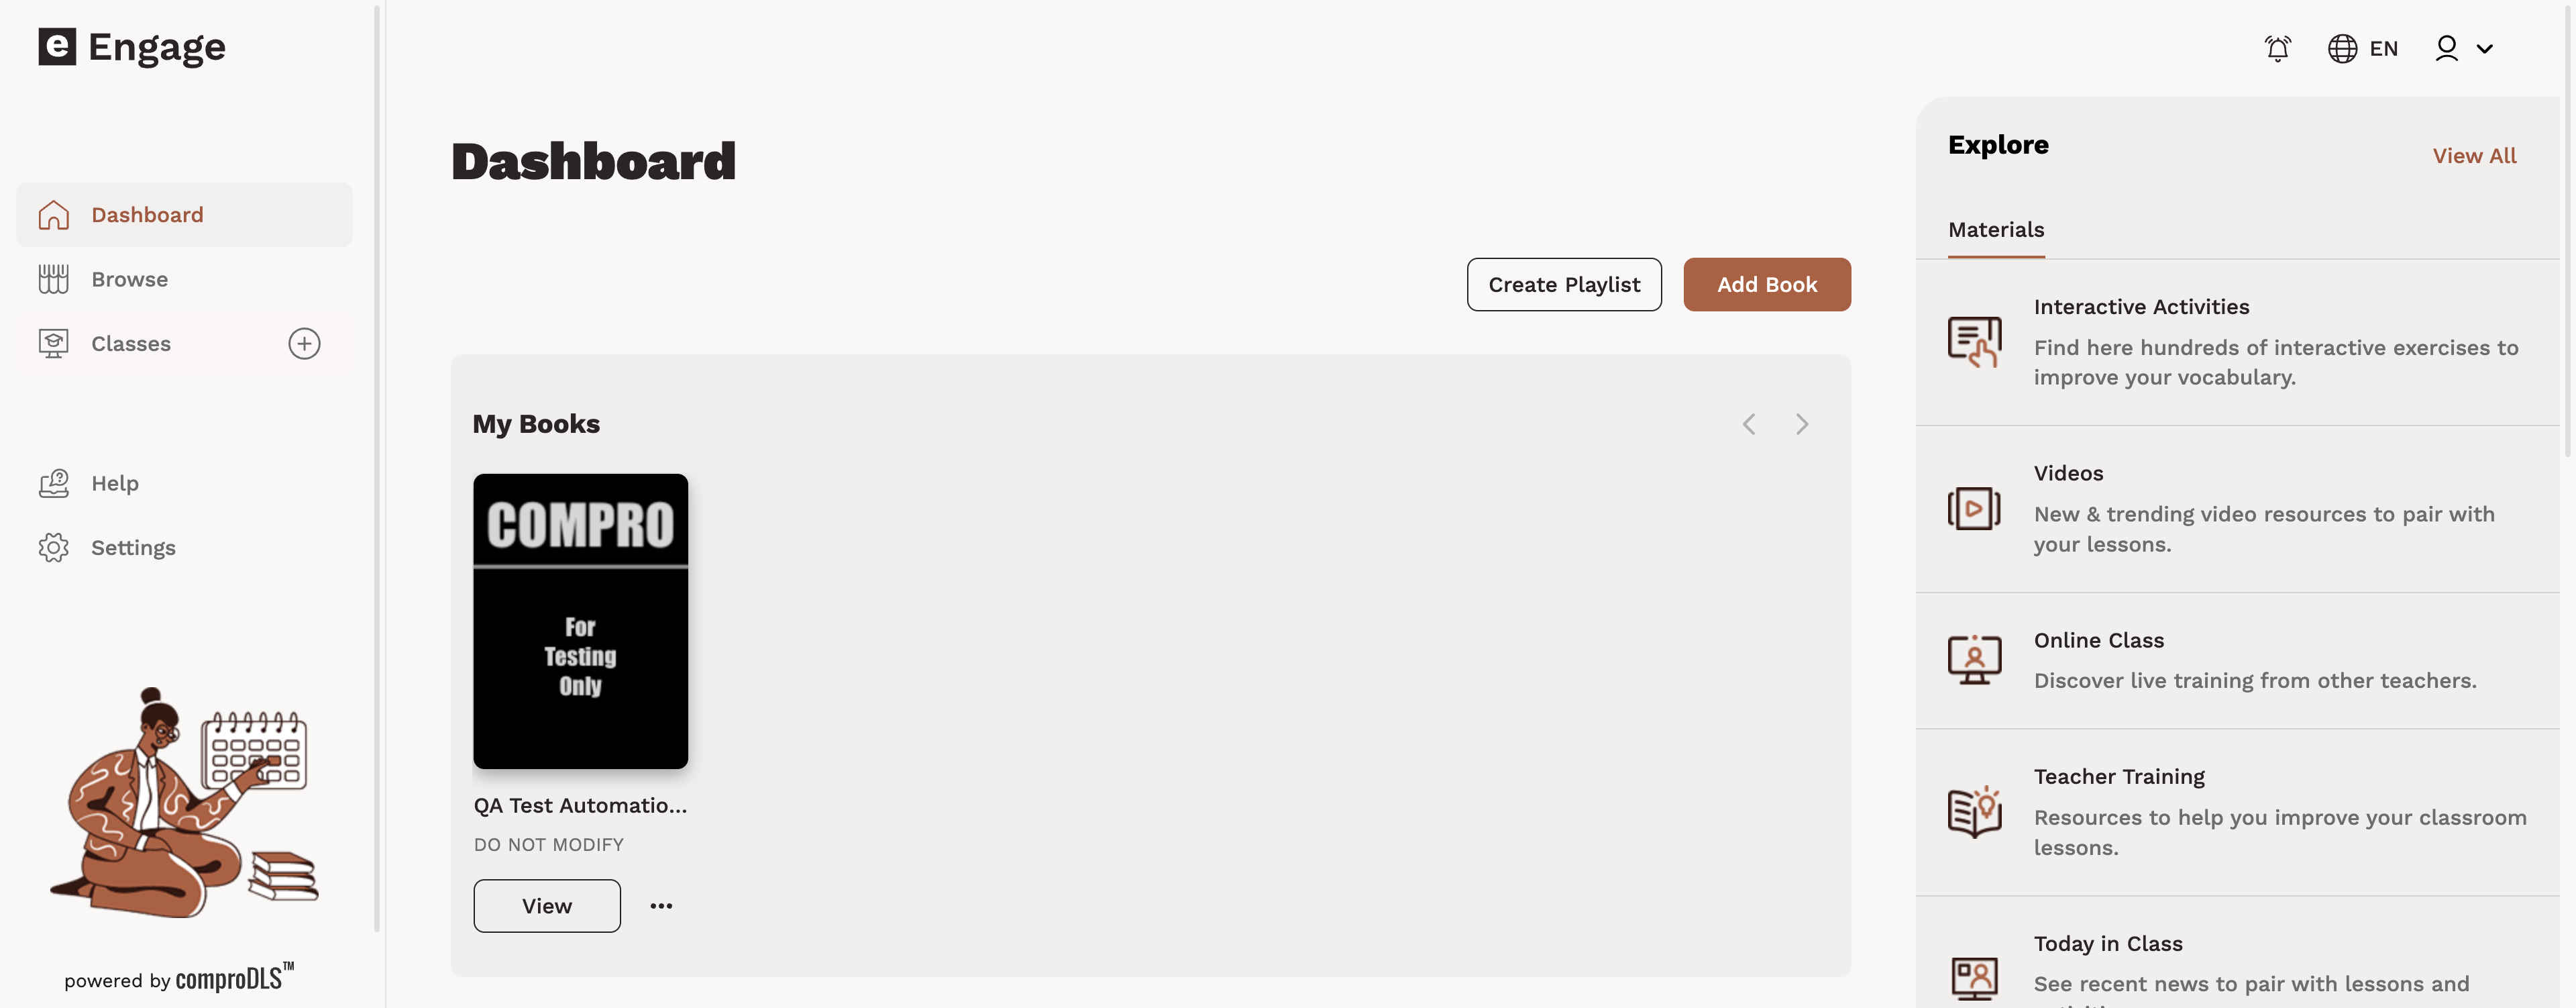 e Engage
EN
Dashboard
Browse
Classes
Help
Settings
powered by comproDLS™
Dashboard
Create Playlist
Add Book
My Books
COMPRO
For
Testing
Only
QA Test Automatio...
DO NOT MODIFY
View
Explore
View All
Materials
Interactive Activities
Find here hundreds of interactive exercises to
improve your vocabulary.
Videos
New & trending video resources to pair with
your lessons.
Online Class
Discover live training from other teachers.
Teacher Training
Resources to help you improve your classroom
lessons.
Today in Class
See recent news to pair with lessons and